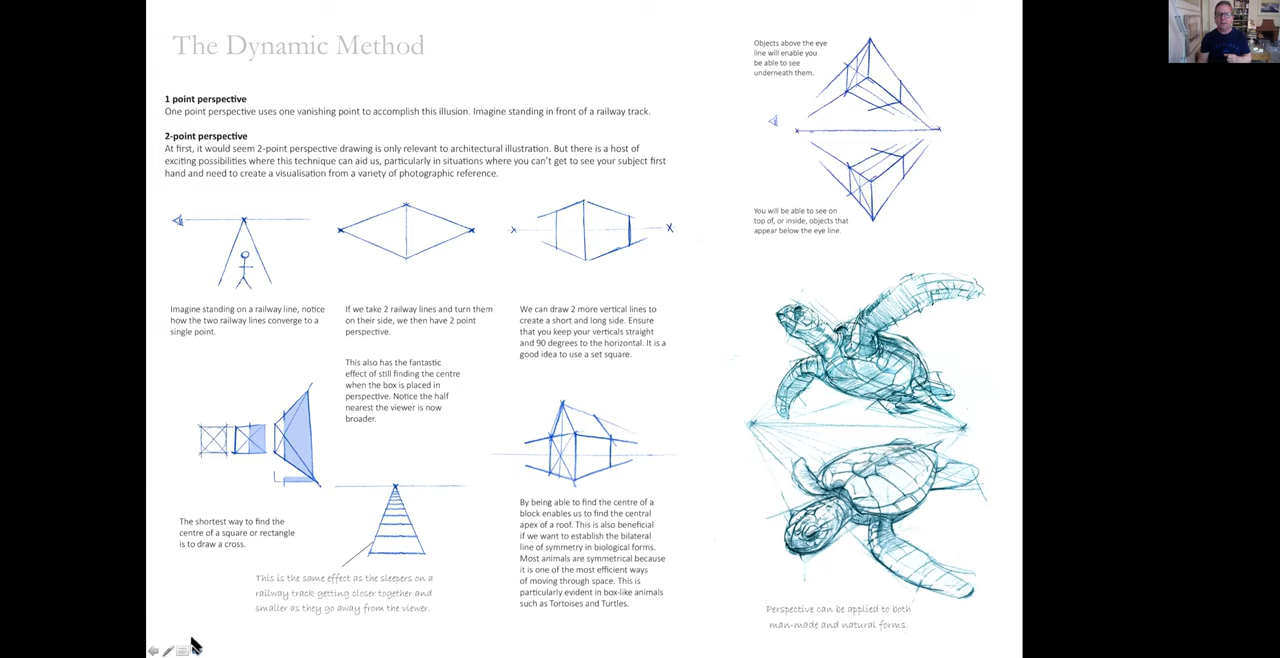 The Dynamic Method
1 point perspective
One point perspective uses one vanishing point to accomplish this illusion. Imagine standing in front of a railway track.
2-point perspective
At first, it would seem 2-point perspective drawing is only relevant to architectural illustration. But there is a host of
exciting possibilities where this technique can aid us, particularly in situations where you can't get to see your subject first
hand and need to create a visualisation from a variety of photographic reference.
Imagine standing on a railway line, notice
how the two railway lines converge to a
single point.
If we take 2 railway lines and turn them
on their side, we then have 2 point
perspective.
This also has the fantastic
effect of still finding the centre
when the box is placed in
perspective. Notice the half
nearest the viewer is now
broader.
We can draw 2 more vertical lines to
create a short and long side. Ensure
that you keep your verticals straight
and 90 degrees to the horizontal. It is a
good idea to use a set square.
The shortest way to find the
centre of a square or rectangle
is to draw a cross.
This is the same effect as the sleepers on a
railway track getting closer together and
smaller as they go away from the viewer.
By being able to find the centre of a
block enables us to find the central
apex of a roof. This is also beneficial
if we want to establish the bilateral
line of symmetry in biological forms.
Most animals are symmetrical because
it is one of the most efficient ways
of moving through space. This is
particularly evident in box-like animals
such as Tortoises and Turtles.
Objects above the eye
line will enable you
be able to see
underneath them.
You will be able to see on
top of, or inside, objects that
appear below the eye line.
Perspective can be applied to both
man-made and natural forms.